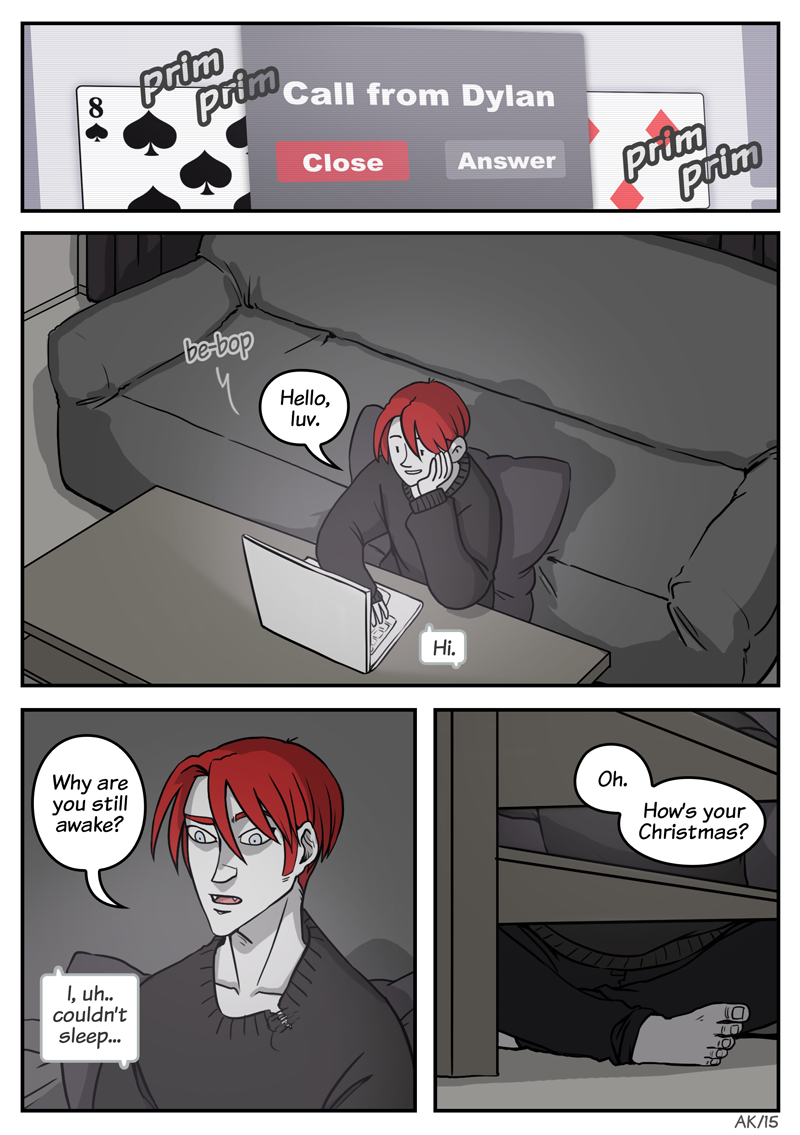 prim
prim
8
Call from Dylan
Close
Answer
prim
prim
be-bop
Hello,
luv.
Hi.
Why are
you still
awake?
I, uh..
couldn't
sleep...
Oh.
How's your
Christmas?
AK/15